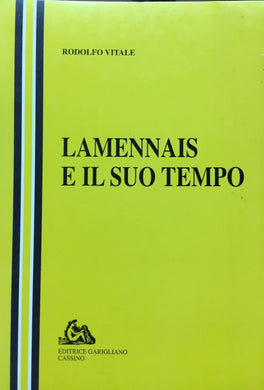 RODOLFO VITALE
LAMENNAIS
E IL SUO TEMPO
EDITRICE GARIGLIANO
CASSINO